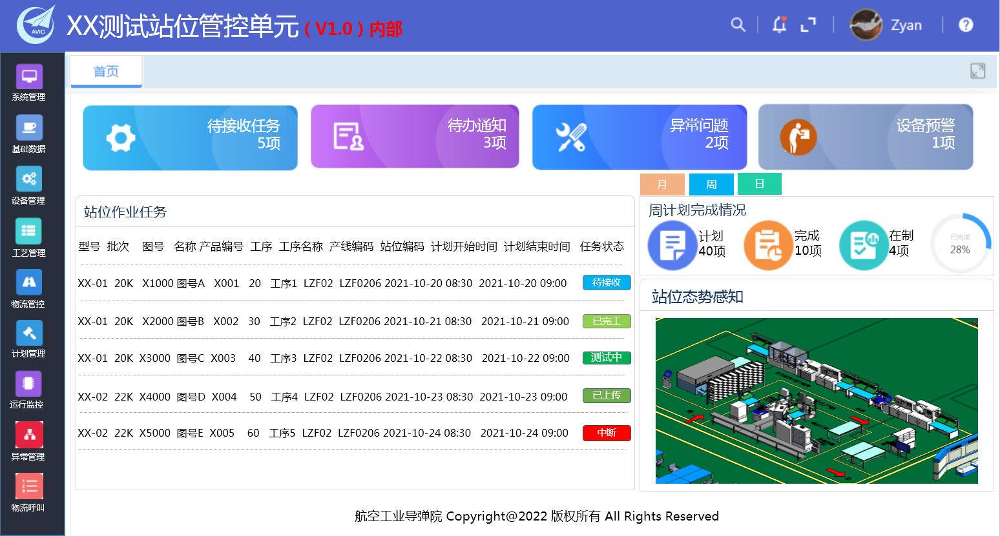 AVIC
XX测试站位管控单元（V1.0）内部
Zyan
首页
系统管理
基础数据
设备管理
工艺管理
物流管控
计划管理
运行监控
异常管理
物流呼叫
待接收任务
5项
待办通知
3项
异常问题
2项
设备预警
1项
月 周 日
站位作业任务
型号 批次 图号 名称 产品编号 工序 工序名称 产线编码 站位编码 计划开始时间 计划结束时间 任务状态
XX-01 20K X1000 图号A X001 20 工序1 LZF02 LZF0206 2021-10-20 08:30 2021-10-20 09:00 待接收
XX-01 20K X2000 图号B X002 30 工序2 LZF02 LZF0206 2021-10-21 08:30 2021-10-21 09:00 已完工
XX-01 20K X3000 图号C X003 40 工序3 LZF02 LZF0206 2021-10-22 08:30 2021-10-22 09:00 测试中
XX-02 22K X4000 图号D X004 50 工序4 LZF02 LZF0206 2021-10-23 08:30 2021-10-23 09:00 已上传
XX-02 22K X5000 图号E X005 60 工序5 LZF02 LZF0206 2021-10-24 08:30 2021-10-24 09:00 中断
周计划完成情况
计划
40项
完成
10项
在制
4项
已完成
28%
站位态势感知
航空工业导弹院 Copyright@2022 版权所有 All Rights Reserved